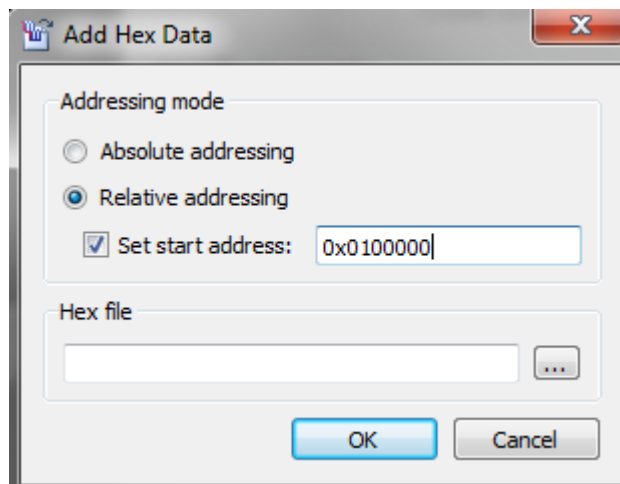 Add Hex Data
Addressing mode
Absolute addressing
Relative addressing
Set start address: 0x0100000
Hex file
...
OK Cancel